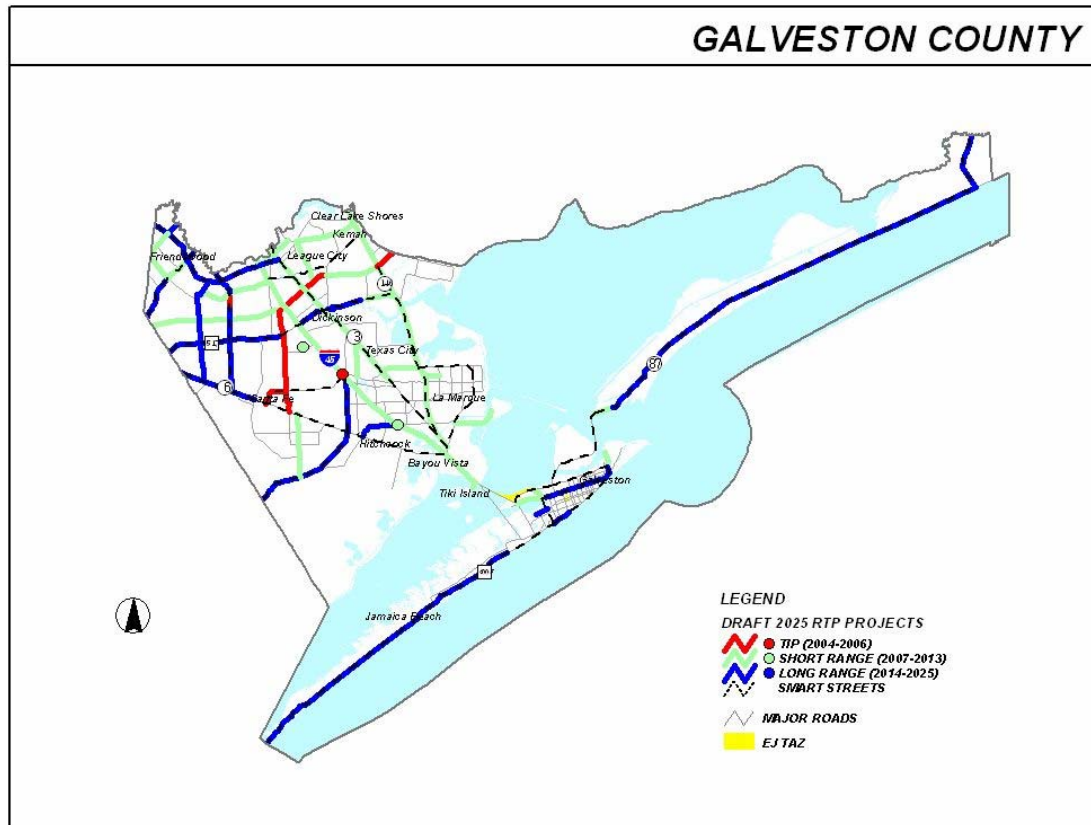 GALVESTON COUNTY
Clear Lake Shores
Kemah
Friendswood
League City
Dickinson
3
45
Texas City
6
Santa Fe
La Marque
Hitchcock
Bayou Vista
Tiki Island
Galveston
87
Jamaica Beach
LEGEND
DRAFT 2025 RTP PROJECTS
TIP (2004-2006)
SHORT RANGE (2007-2013)
LONG RANGE (2014-2025)
SMART STREETS
MAJOR ROADS
EJ TAZ